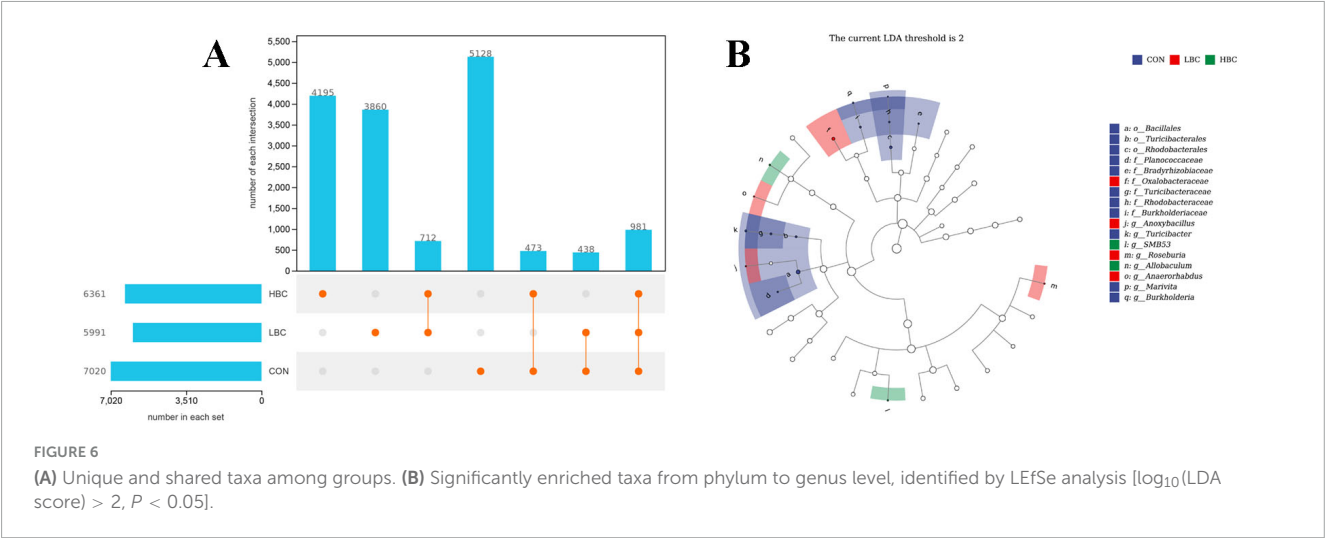 A
5,500
5,000
4,500
4,000
3,500
3,000
2,500
2,000
1,500
1,000
500
0
number of each intersection
4195
3860
712
5128
473
438
981
6361
HBC
5991
LBC
7020
CON
7,020
3,510
0
number in each set
B
The current LDA threshold is 2
CON LBC HBC
a: o__Bacillales
b: o__Turicibacterales
c: o__Rhodobacterales
d: f__Planococcaceae
e: f__Bradyrhizobiaceae
f: f__Oxalobacteraceae
g: f__Turicibacteraceae
h: f__Rhodobacteraceae
i: f__Burkholderiaceae
j: g__Anoxybacillus
k: g__Turicibacter
l: g__SMB53
m: g__Roseburia
n: g__Allobaculum
o: g__Anaerorhabdus
p: g__Marivita
q: g__Burkholderia
n
o
k
g
b
j
a
d
f
h
c
m
l
FIGURE 6
(A) Unique and shared taxa among groups. (B) Significantly enriched taxa from phylum to genus level, identified by LEfSe analysis [log10(LDA
score) > 2, P < 0.05].